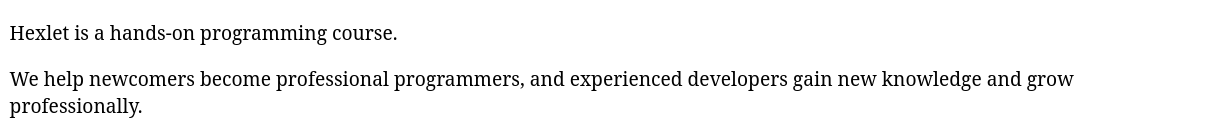 Hexlet is a hands-on programming course.
We help newcomers become professional programmers, and experienced developers gain new knowledge and grow
professionally.